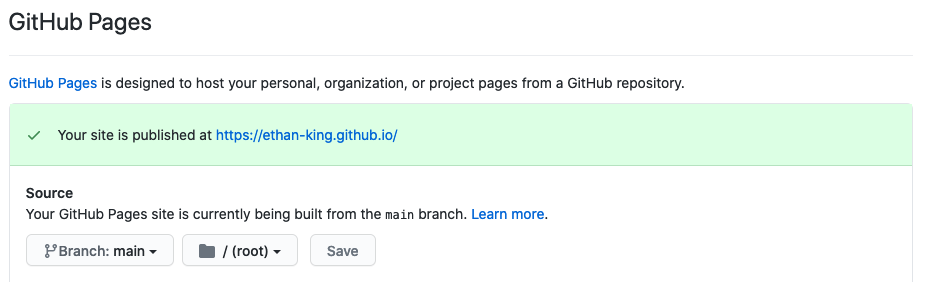 GitHub Pages
GitHub Pages is designed to host your personal, organization, or project pages from a GitHub repository.
Your site is published at https://ethan-king.github.io/
Source
Your GitHub Pages site is currently being built from the main branch. Learn more.
Branch: main / (root) Save